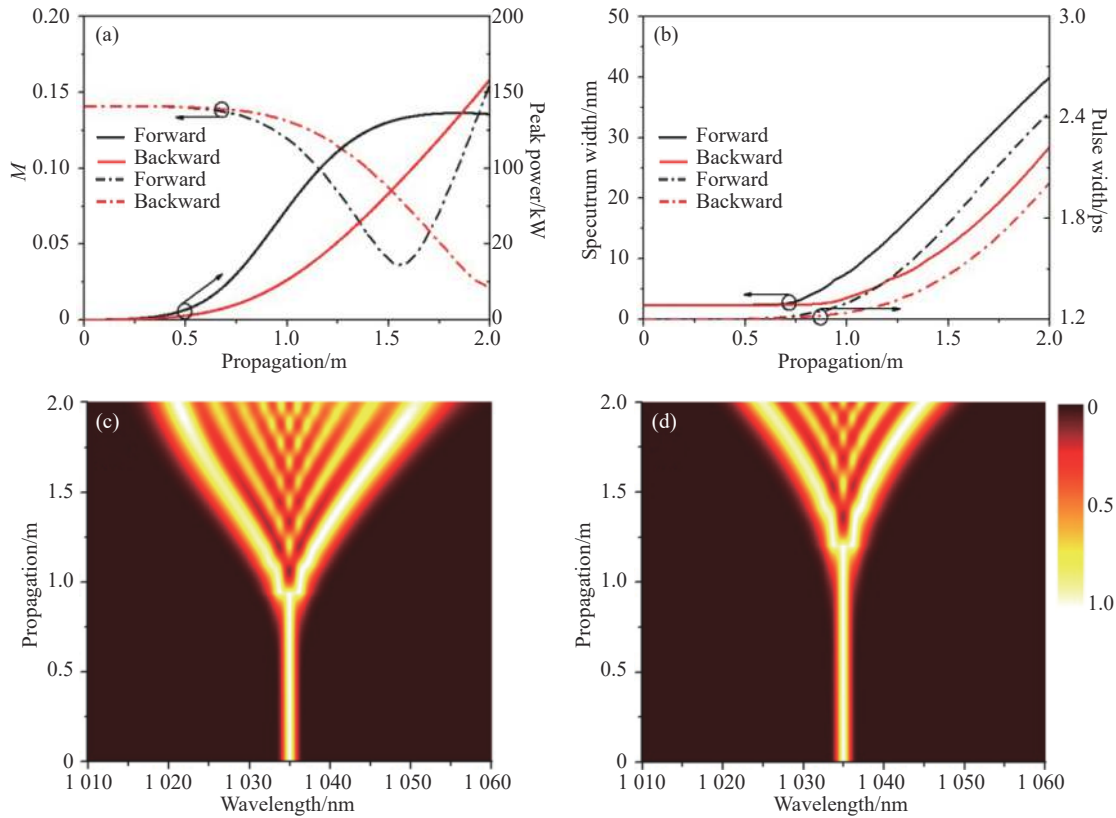 (a)
0.20
0.15
0.10
0.05
0
M
200
150
100
20
0
Peak power/kW
Forward
Backward
Forward
Backward
0
0.5
1.0
1.5
2.0
Propagation/m
(b)
50
40
30
20
10
0
Specutrum width/nm
3.0
2.4
1.8
1.2
Pulse width/ps
Forward
Backward
Forward
Backward
0
0.5
1.0
1.5
2.0
Propagation/m
(c)
2.0
1.5
1.0
0.5
0
Propagation/m
1 010
1 020
1 030
1 040
1 050
1 060
Wavelength/nm
(d)
2.0
1.5
1.0
0.5
0
Propagation/m
1 010
1 020
1 030
1 040
1 050
1 060
Wavelength/nm
0
0.5
1.0